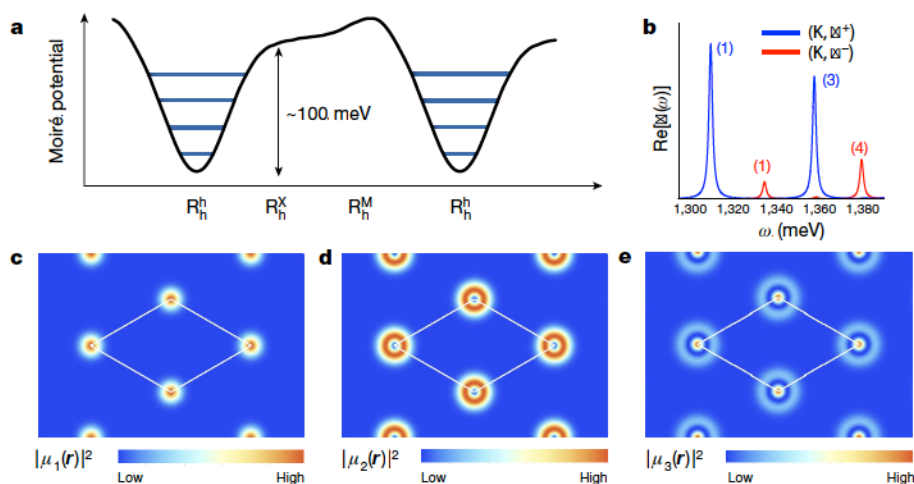 a
Moiré. potential
~100. meV
R_h^h R_h^X R_h^M R_h^h
b
(K, ☒+)
(K, ☒−)
(1)
(3)
(1)
(4)
Re[☒(ω)]
1,300 1,320 1,340 1,360 1,380
ω. (meV)
c
|μ₁(r)|²
Low High
d
|μ₂(r)|²
Low High
e
|μ₃(r)|²
Low High